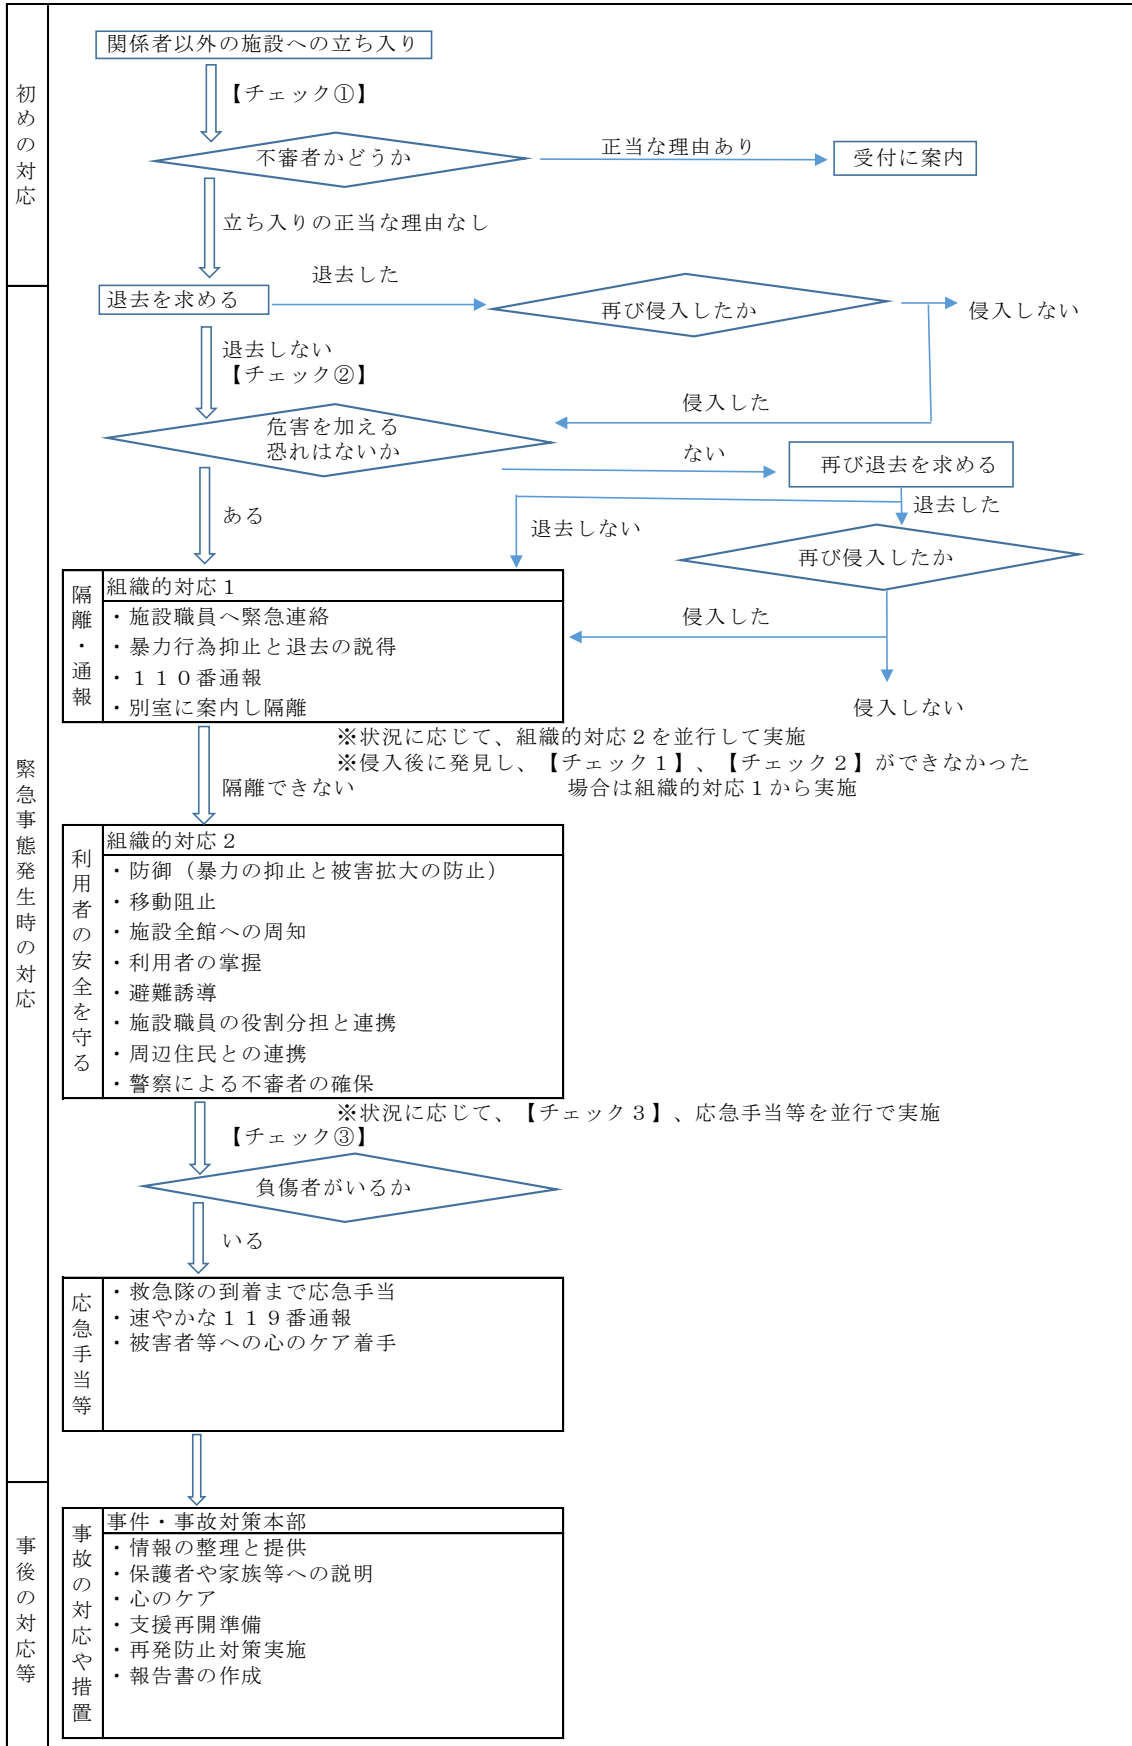 初めの対応
関係者以外の施設への立ち入り
【チェック①】
不審者かどうか
正当な理由あり
受付に案内
立ち入りの正当な理由なし
緊急事態発生時の対応
退去を求める
退去した
再び侵入したか
侵入しない
退去しない
【チェック②】
侵入した
危害を加える
恐れはないか
ない
再び退去を求める
ある
退去しない
退去した
再び侵入したか
侵入した
侵入しない
隔離・通報
組織的対応１
・施設職員へ緊急連絡
・暴力行為抑止と退去の説得
・１１０番通報
・別室に案内し隔離
※状況に応じて、組織的対応２を並行して実施
※侵入後に発見し、【チェック１】、【チェック２】ができなかった
場合は組織的対応１から実施
隔離できない
利用者の安全を守る
組織的対応２
・防御（暴力の抑止と被害拡大の防止）
・移動阻止
・施設全館への周知
・利用者の掌握
・避難誘導
・施設職員の役割分担と連携
・周辺住民との連携
・警察による不審者の確保
※状況に応じて、【チェック３】、応急手当等を並行で実施
【チェック③】
負傷者がいるか
いる
応急手当等
・救急隊の到着まで応急手当
・速やかな１１９番通報
・被害者等への心のケア着手
事後の対応等
事故の対応や措置
事件・事故対策本部
・情報の整理と提供
・保護者や家族等への説明
・心のケア
・支援再開準備
・再発防止対策実施
・報告書の作成